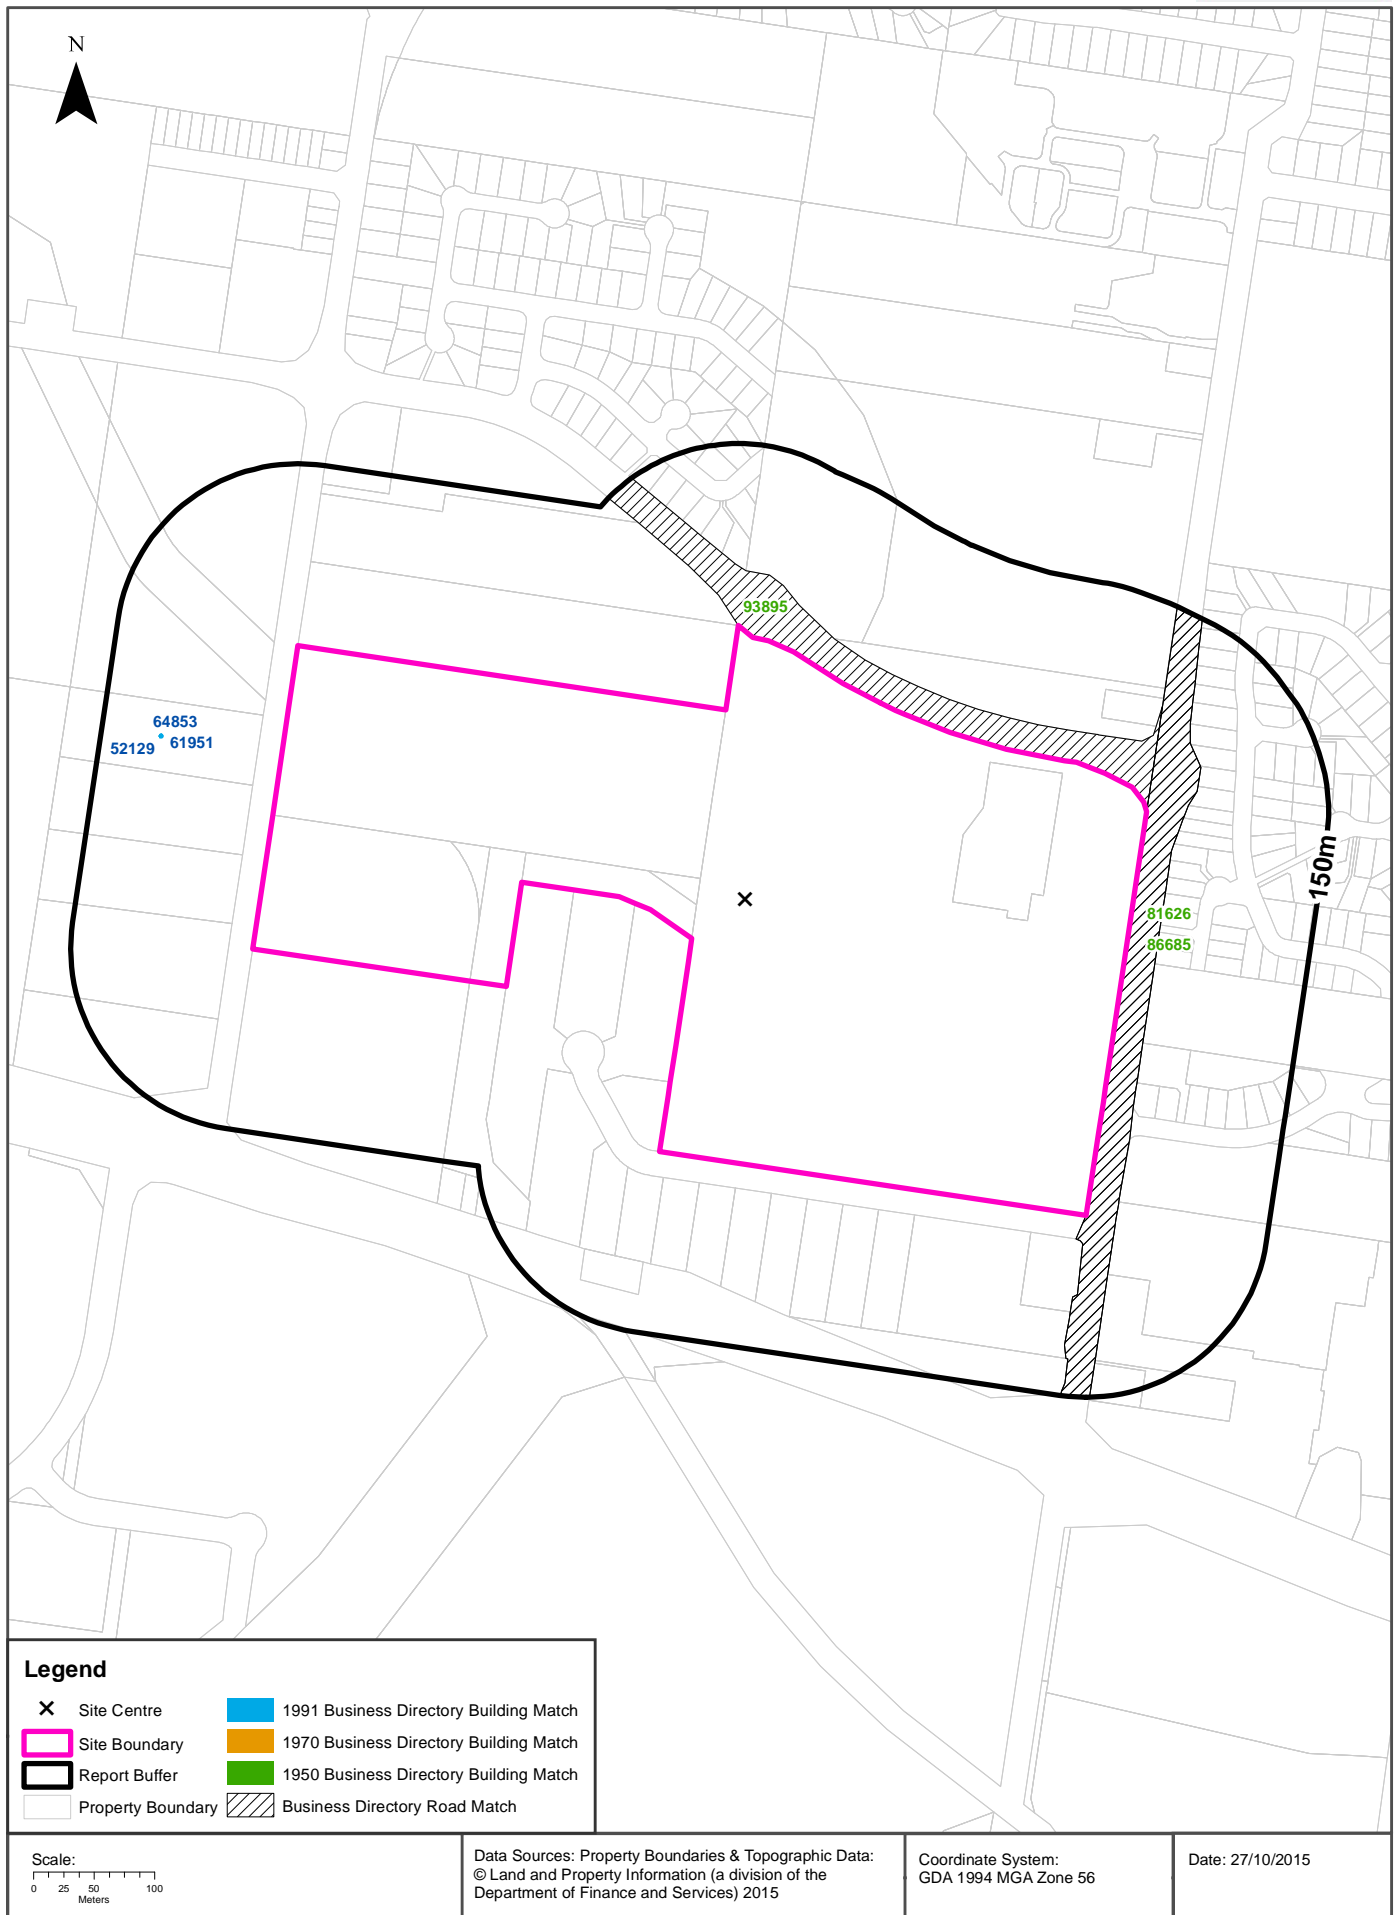 N
93895
64853
52129
61951
150m
81626
86685
Legend
Site Centre
Site Boundary
Report Buffer
Property Boundary
1991 Business Directory Building Match
1970 Business Directory Building Match
1950 Business Directory Building Match
Business Directory Road Match
Scale:
0 25 50 100
Meters
Data Sources: Property Boundaries & Topographic Data:
© Land and Property Information (a division of the
Department of Finance and Services) 2015
Coordinate System:
GDA 1994 MGA Zone 56
Date: 27/10/2015